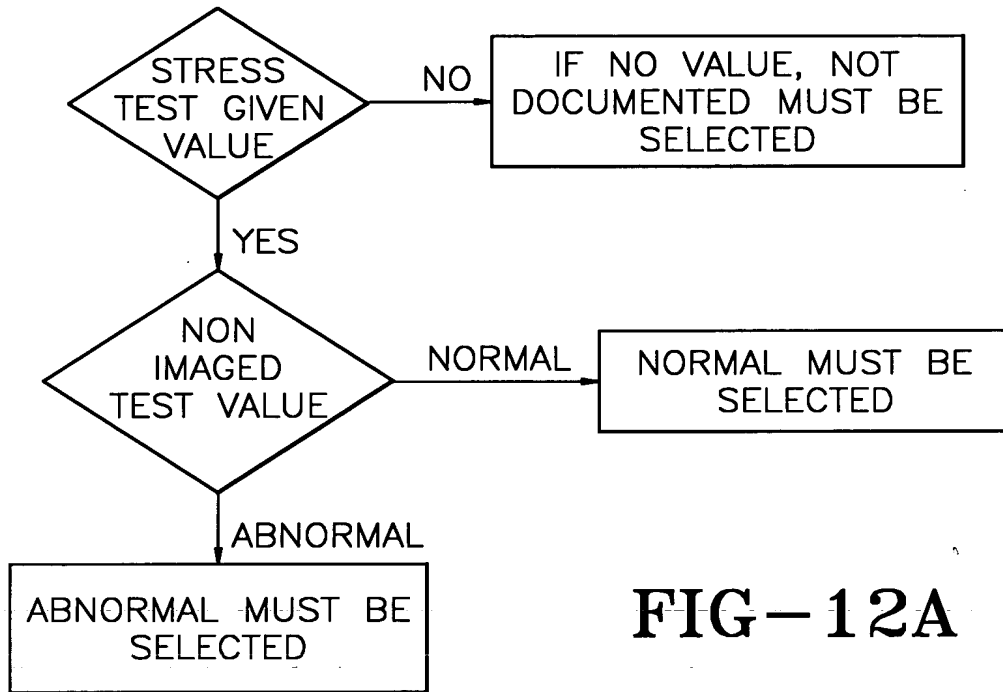 STRESS
TEST GIVEN
VALUE
NO
IF NO VALUE, NOT
DOCUMENTED MUST BE
SELECTED
YES
NON
IMAGED
TEST VALUE
NORMAL
NORMAL MUST BE
SELECTED
ABNORMAL
ABNORMAL MUST BE
SELECTED
FIG-12A